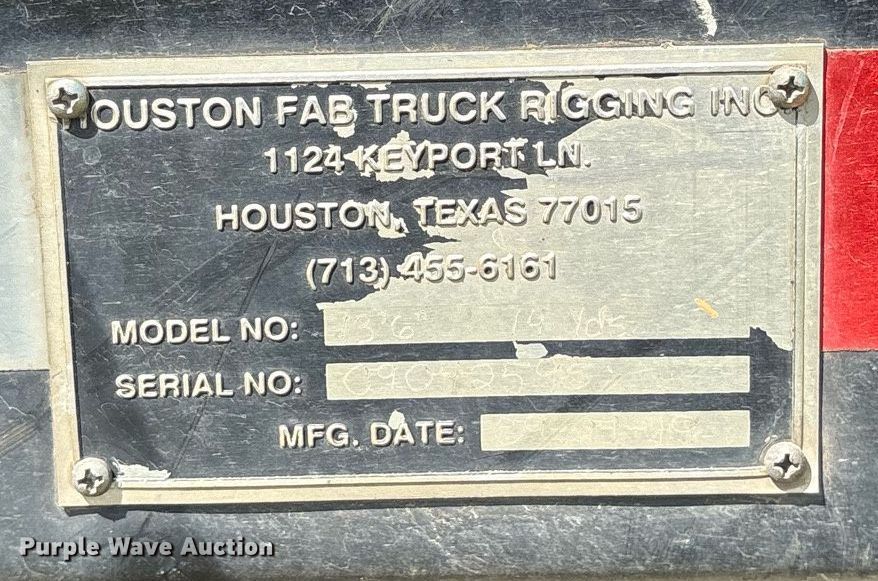 HOUSTON FAB TRUCK RIGGING INC
1124 KEYPORT LN.
HOUSTON, TEXAS 77015
(713) 455-6161
MODEL NO:
SERIAL NO:
MFG. DATE:
Purple Wave Auction